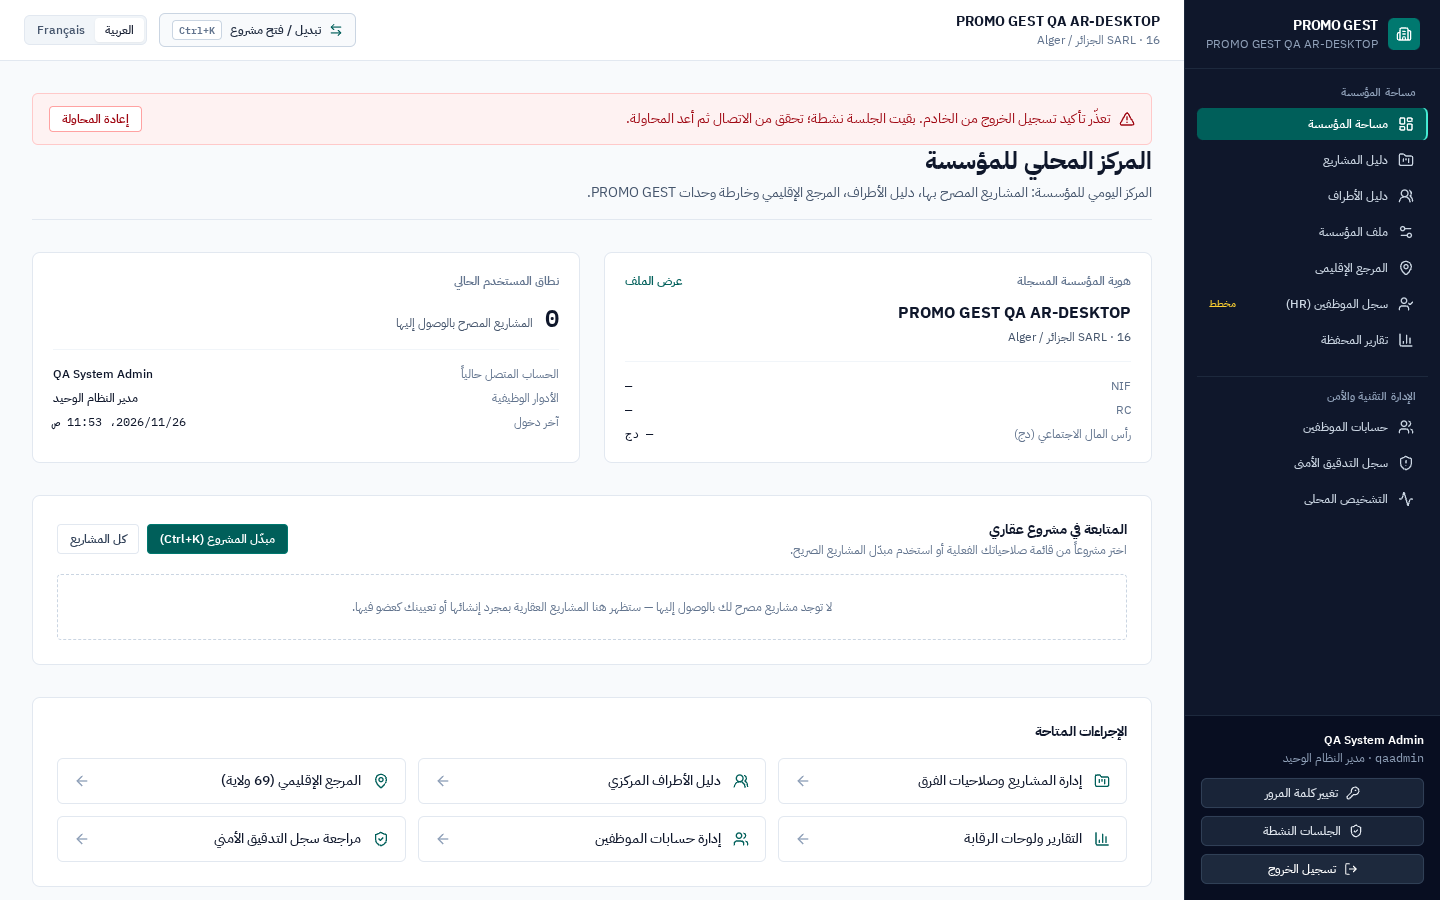 PROMO GEST
PROMO GEST QA AR-DESKTOP
مساحة المؤسسة
مساحة المؤسسة
دليل المشاريع
دليل الأطراف
ملف المؤسسة
المرجع الإقليمي
سجل الموظفين (HR) مخطط
تقارير المحفظة
الإدارة التقنية والأمن
حسابات الموظفين
سجل التدقيق الأمني
التشخيص المحلي
QA System Admin
qaadmin · مدير النظام الوحيد
تغيير كلمة المرور
الجلسات النشطة
تسجيل الخروج
PROMO GEST QA AR-DESKTOP
SARL · 16 الجزائر / Alger
تبديل / فتح مشروع Ctrl+K
العربية Français
تعذّر تأكيد تسجيل الخروج من الخادم. بقيت الجلسة نشطة؛ تحقق من الاتصال ثم أعد المحاولة.
إعادة المحاولة
المركز المحلي للمؤسسة
المركز اليومي للمؤسسة: المشاريع المصرح بها، دليل الأطراف، المرجع الإقليمي وخارطة وحدات PROMO GEST.
هوية المؤسسة المسجلة عرض الملف
PROMO GEST QA AR-DESKTOP
SARL · 16 الجزائر / Alger
NIF —
RC —
رأس المال الاجتماعي (دج) — دج
نطاق المستخدم الحالي
0 المشاريع المصرح بالوصول إليها
الحساب المتصل حالياً QA System Admin
الأدوار الوظيفية مدير النظام الوحيد
آخر دخول 2026/11/26، 11:53 ص
المتابعة في مشروع عقاري
اختر مشروعاً من قائمة صلاحياتك الفعلية أو استخدم مبدّل المشاريع الصريح.
مبدّل المشروع (Ctrl+K) كل المشاريع
لا توجد مشاريع مصرح لك بالوصول إليها — ستظهر هنا المشاريع العقارية بمجرد إنشائها أو تعيينك كعضو فيها.
الإجراءات المتاحة
إدارة المشاريع وصلاحيات الفرق
دليل الأطراف المركزي
المرجع الإقليمي (69 ولاية)
التقارير ولوحات الرقابة
إدارة حسابات الموظفين
مراجعة سجل التدقيق الأمني